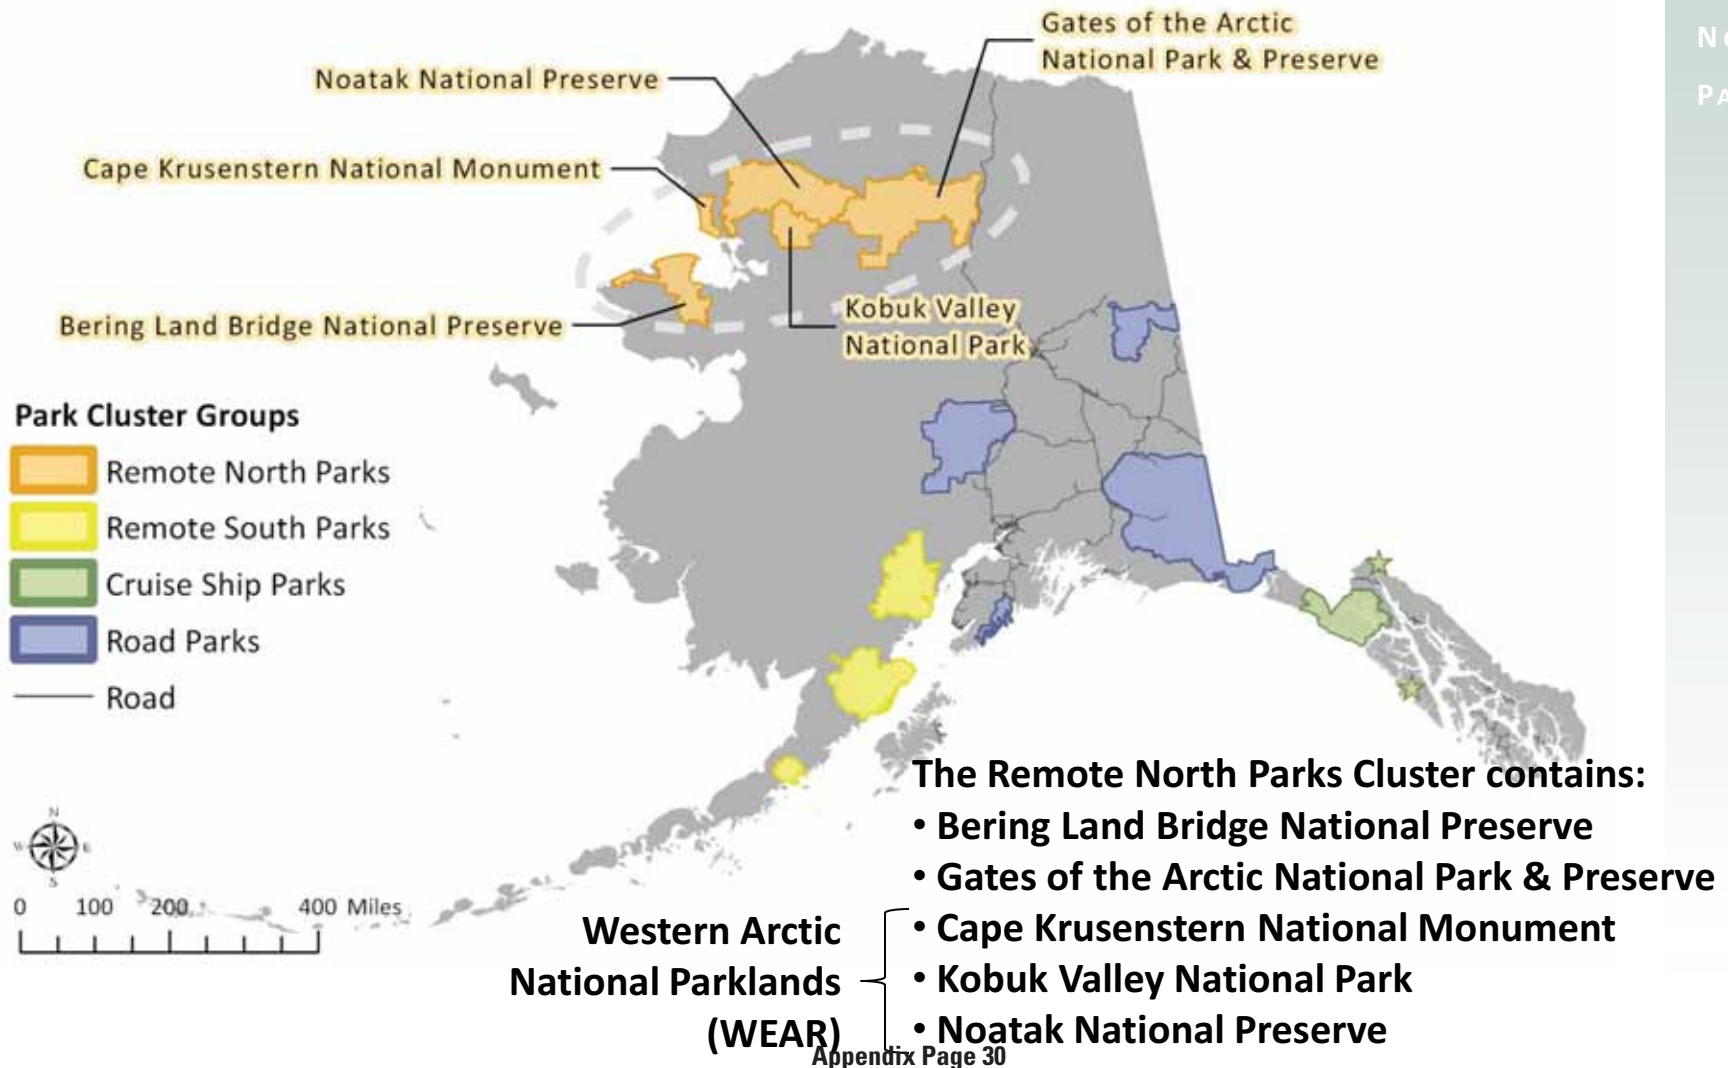 Gates of the Arctic
National Park & Preserve
Noatak National Preserve
Cape Krusenstern National Monument
Bering Land Bridge National Preserve
Kobuk Valley
National Park
Park Cluster Groups
Remote North Parks
Remote South Parks
Cruise Ship Parks
Road Parks
Road
N
W E
S
0 100 200 400 Miles
The Remote North Parks Cluster contains:
• Bering Land Bridge National Preserve
• Gates of the Arctic National Park & Preserve
• Cape Krusenstern National Monument
• Kobuk Valley National Park
• Noatak National Preserve
Western Arctic
National Parklands
(WEAR)
Appendix Page 30